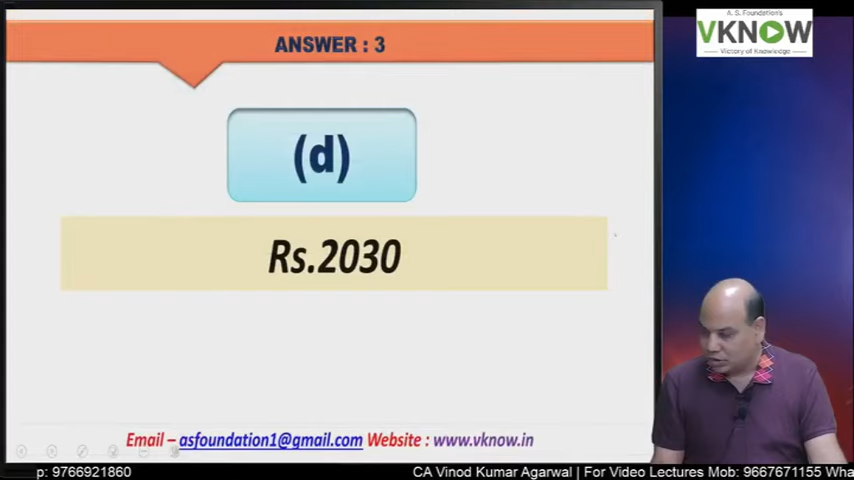 ANSWER : 3
A. S. Foundation's
VKNOW
Victory of Knowledge
(d)
Rs.2030
Email – asfoundation1@gmail.com Website : www.vknow.in
p: 9766921860
CA Vinod Kumar Agarwal | For Video Lectures Mob: 9667671155 Wha